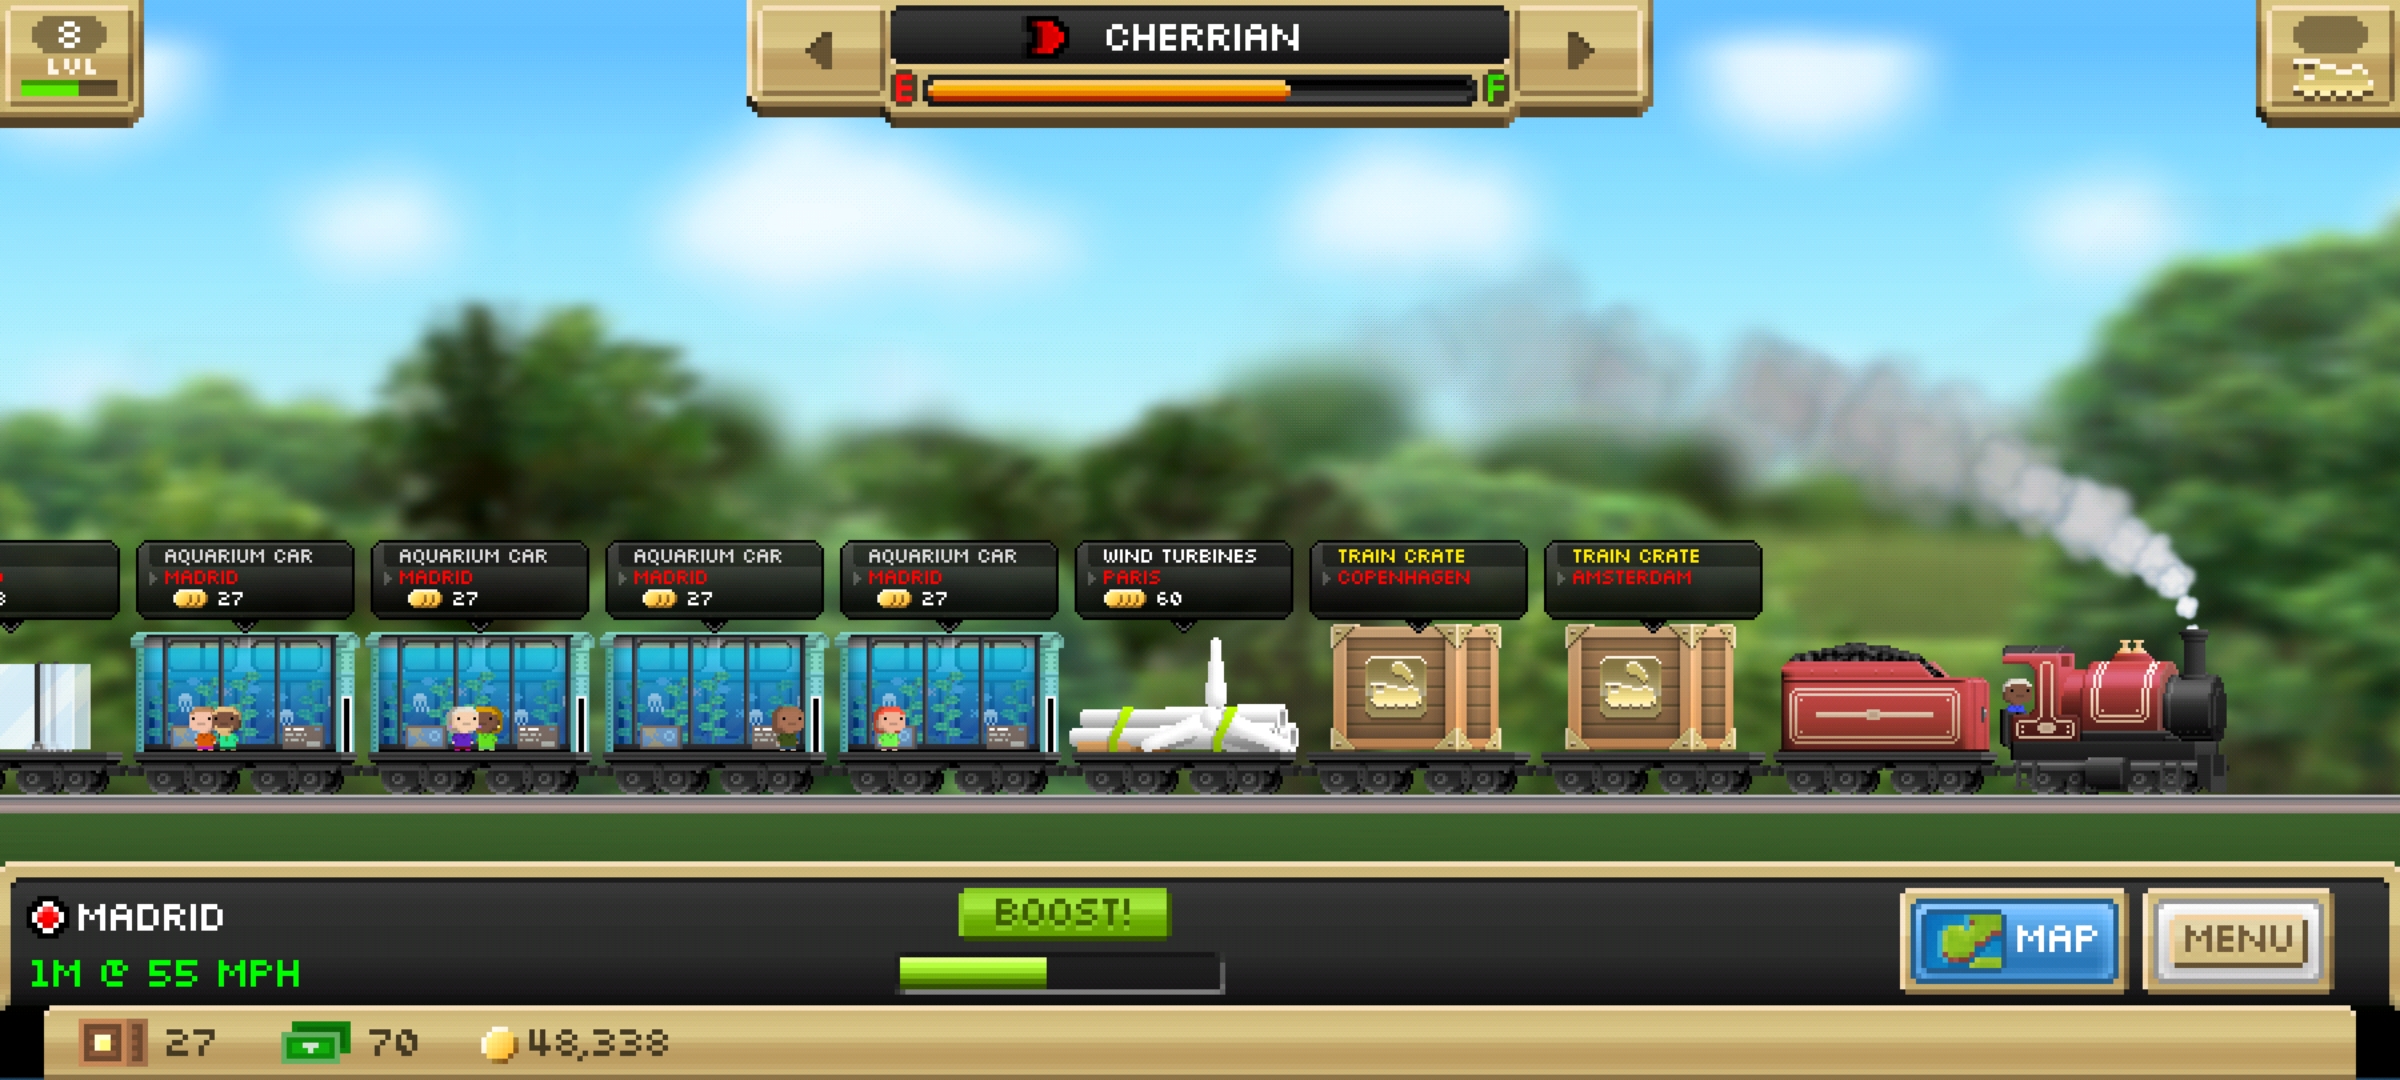 8
LVL
CHERRIAN
E F
AQUARIUM CAR
MADRID
27
AQUARIUM CAR
MADRID
27
AQUARIUM CAR
MADRID
27
AQUARIUM CAR
MADRID
27
WIND TURBINES
PARIS
60
TRAIN CRATE
COPENHAGEN
TRAIN CRATE
AMSTERDAM
MADRID
1M @ 55 MPH
BOOST!
MAP
MENU
27 70 48,338